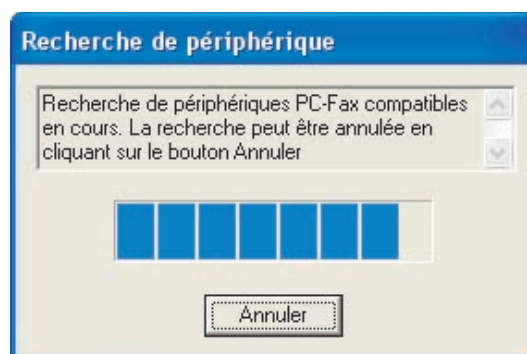 Recherche de périphérique
Recherche de périphériques PC-Fax compatibles
en cours. La recherche peut être annulée en
cliquant sur le bouton Annuler
Annuler